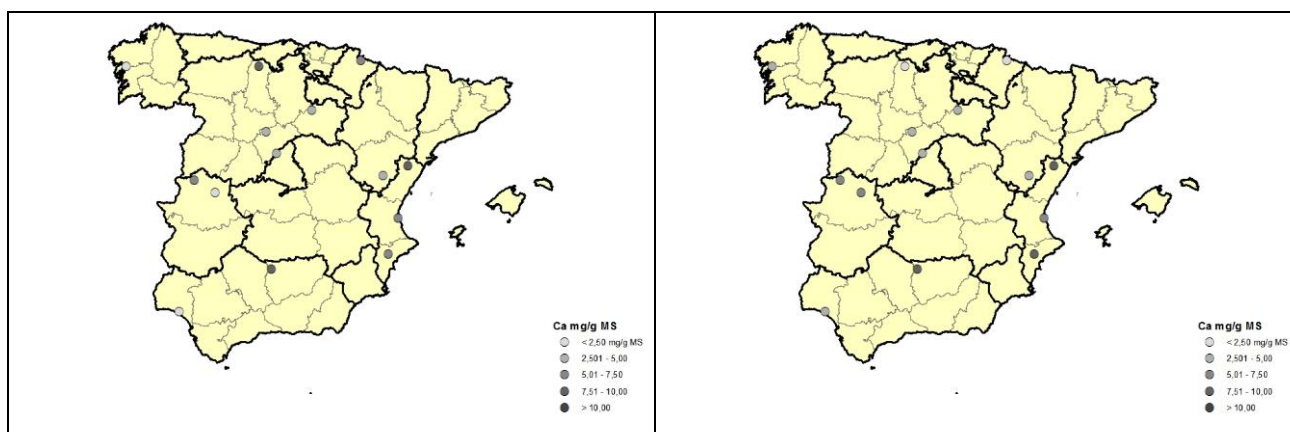 Ca mg/g MS
< 2,50 mg/g MS
2,501 - 5,00
5,01 - 7,50
7,51 - 10,00
> 10,00
Ca mg/g MS
< 2,50 mg/g MS
2,501 - 5,00
5,01 - 7,50
7,51 - 10,00
> 10,00